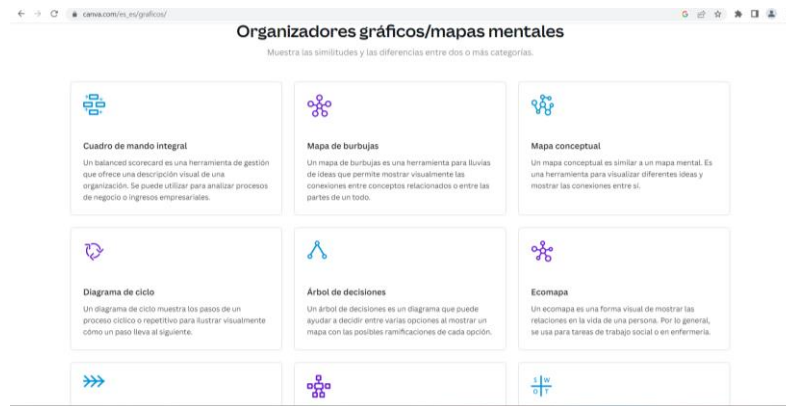 canva.com/es_es/graficos/
Organizadores gráficos/mapas mentales
Muestra las similitudes y las diferencias entre dos o más categorías.
Cuadro de mando integral
Un balanced scorecard es una herramienta de gestión
que ofrece una descripción visual de una
organización. Se puede utilizar para analizar procesos
de negocio o ingresos empresariales.
Mapa de burbujas
Un mapa de burbujas es una herramienta para lluvias
de ideas que permite mostrar visualmente las
conexiones entre conceptos relacionados o entre las
partes de un todo.
Mapa conceptual
Un mapa conceptual es similar a un mapa mental. Es
una herramienta para visualizar diferentes ideas y
mostrar las conexiones entre sí.
Diagrama de ciclo
Un diagrama de ciclo muestra los pasos de un
proceso cíclico o repetitivo para ilustrar visualmente
cómo un paso lleva al siguiente.
Árbol de decisiones
Un árbol de decisiones es un diagrama que puede
ayudar a decidir entre varias opciones al mostrar un
mapa con las posibles ramificaciones de cada opción.
Ecomapa
Un ecomapa es una forma visual de mostrar las
relaciones en la vida de una persona. Por lo general,
se usa para tareas de trabajo social o en enfermería.
S W
O T